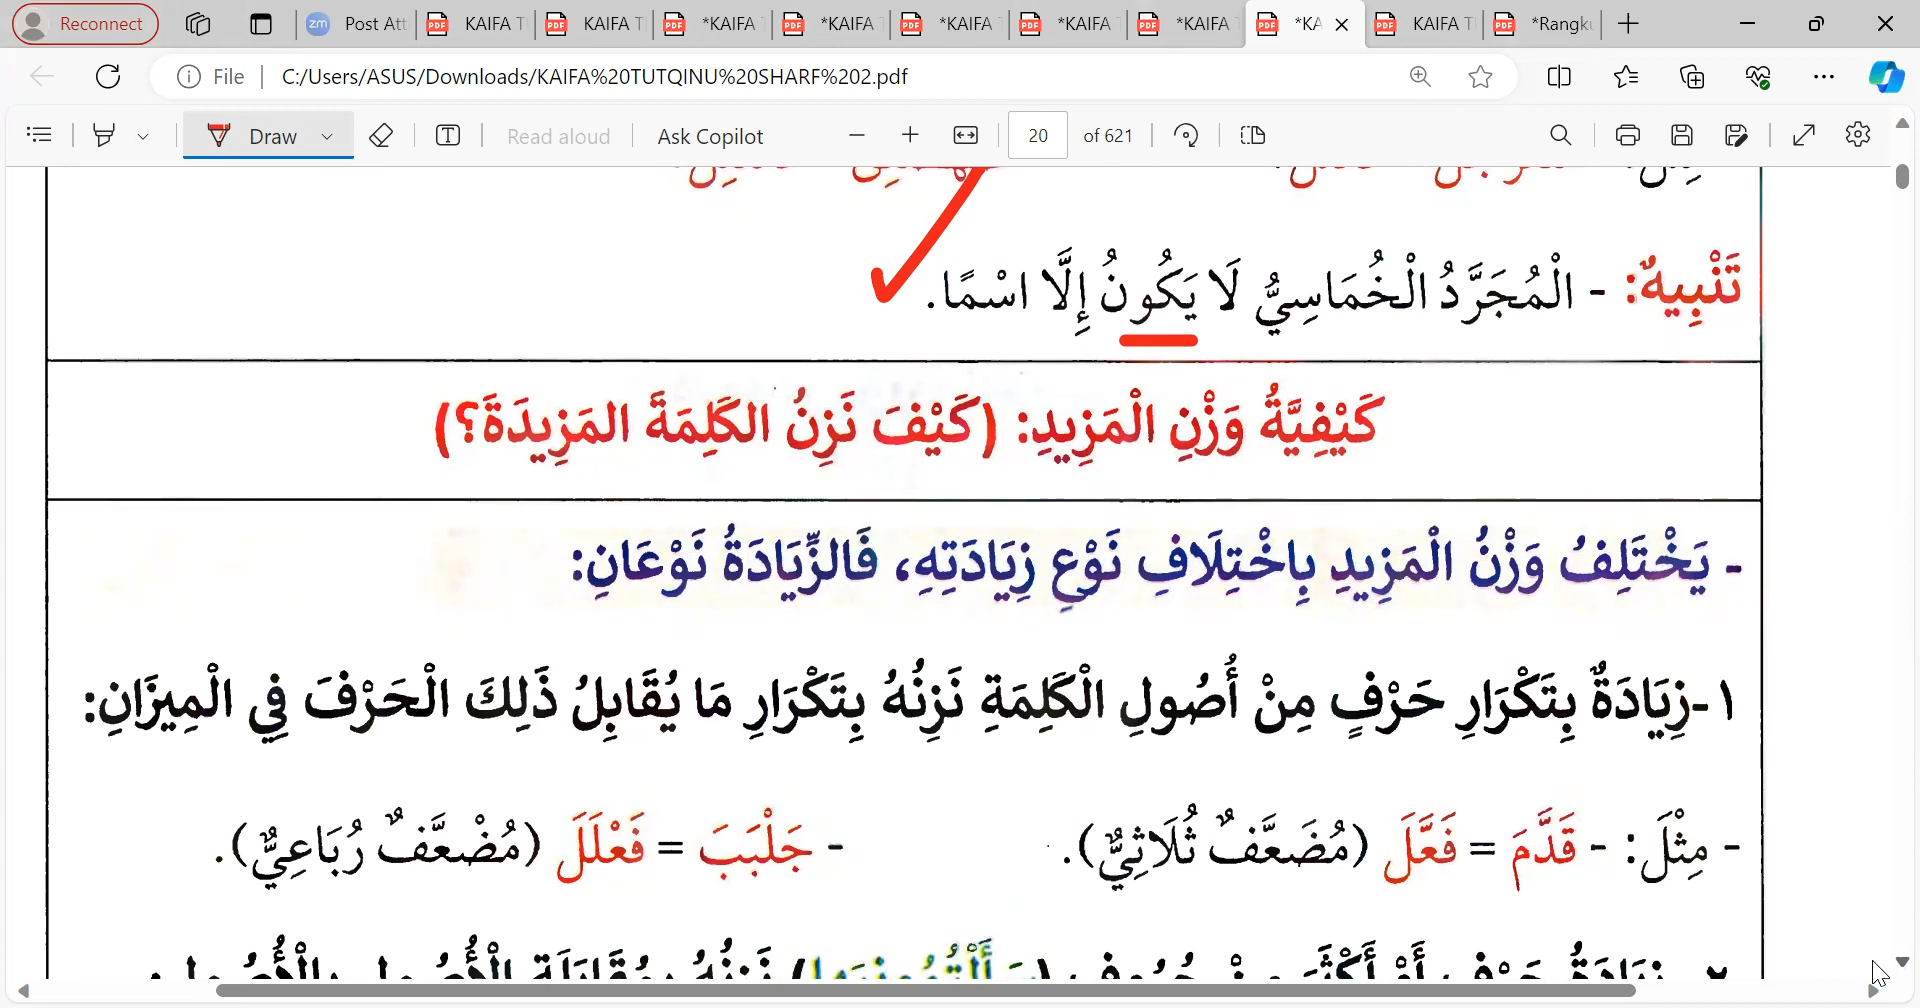 Reconnect
Post Att
KAIFA T
KAIFA T
*KAIFA
*KAIFA
*KAIFA
*KAIFA
*KAIFA
*KA
KAIFA T
*Rangku
File
C:/Users/ASUS/Downloads/KAIFA%20TUTQINU%20SHARF%202.pdf
Draw
Read aloud
Ask Copilot
20
of 621
تَنْبِيهٌ: - الْمُجَرَّدُ الْخُمَاسِيُّ لَا يَكُونُ إِلَّا اسْمًا.
كَيْفِيَّةُ وَزْنِ الْمَزِيدِ: (كَيْفَ نَزِنُ الكَلِمَةَ المَزِيدَةَ؟)
- يَخْتَلِفُ وَزْنُ الْمَزِيدِ بِاخْتِلَافِ نَوْعِ زِيَادَتِهِ، فَالزِّيَادَةُ نَوْعَانِ:
١-زِيَادَةٌ بِتَكْرَارِ حَرْفٍ مِنْ أُصُولِ الْكَلِمَةِ نَزِنُهُ بِتَكْرَارِ مَا يُقَابِلُ ذَلِكَ الْحَرْفَ فِي الْمِيزَانِ:
- مِثْلَ: - قَدَّمَ = فَعَّلَ (مُضَعَّفٌ ثُلَاثِيٌّ). - جَلْبَبَ = فَعْلَلَ (مُضْعَّفٌ رُبَاعِيٌّ).